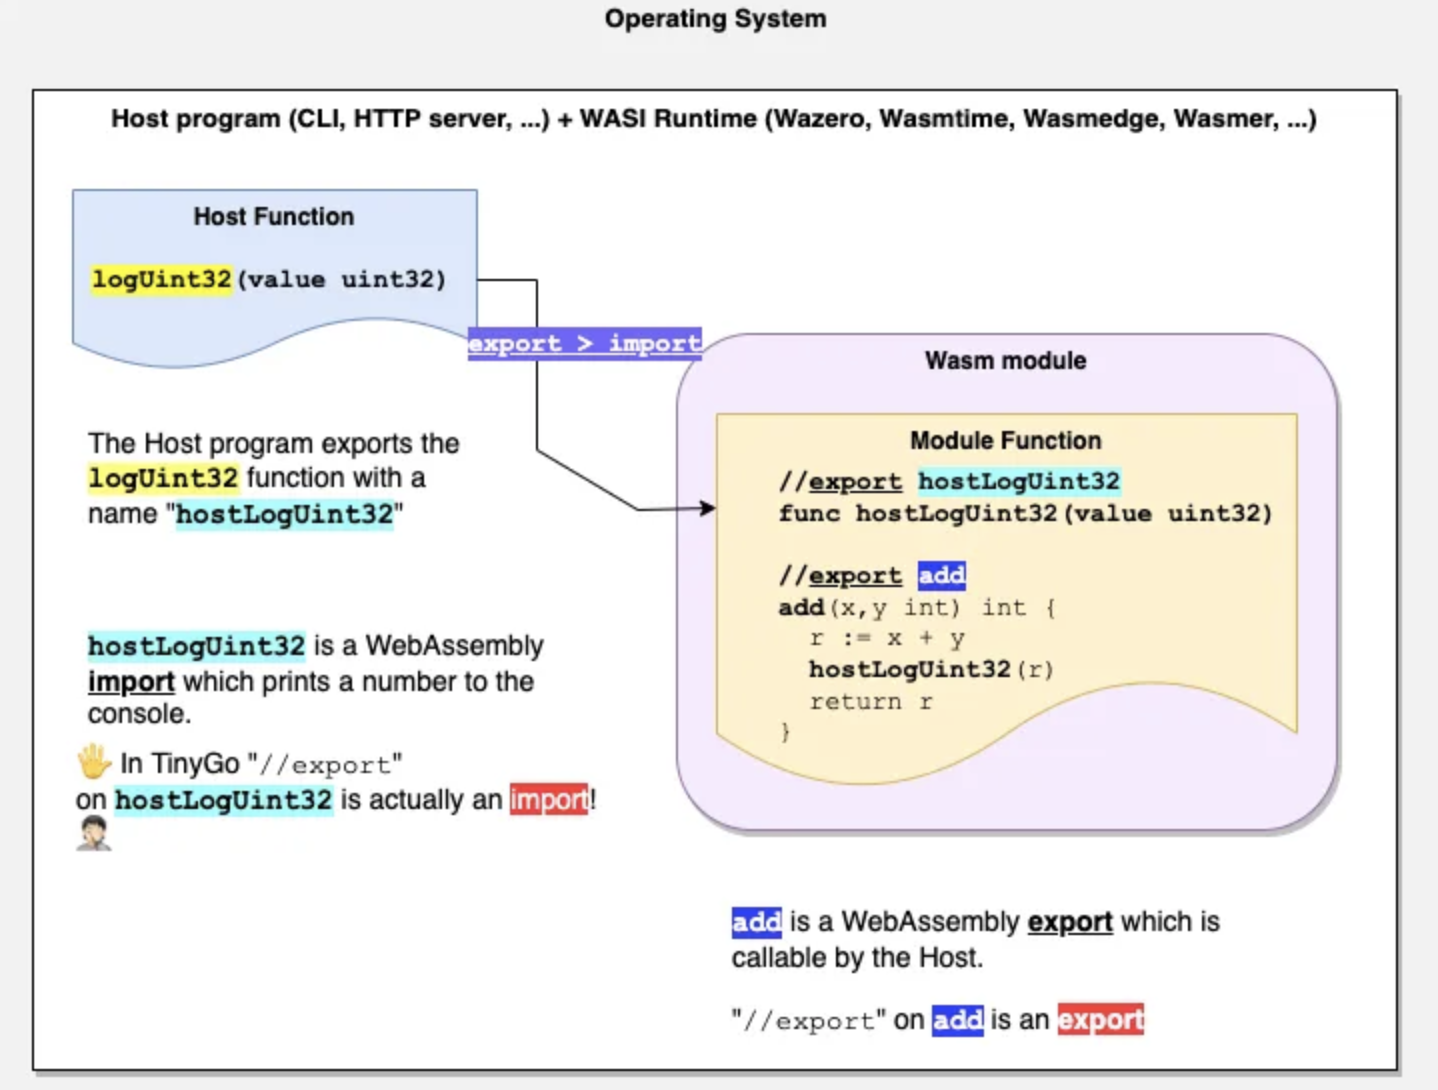 Operating System
Host program (CLI, HTTP server, ...) + WASI Runtime (Wazero, Wasmtime, Wasmedge, Wasmer, ...)
Host Function
logUint32(value uint32)
export > import
The Host program exports the
logUint32 function with a
name "hostLogUint32"
hostLogUint32 is a WebAssembly
import which prints a number to the
console.
🖐 In TinyGo "//export"
on hostLogUint32 is actually an import!
Wasm module
Module Function
//export hostLogUint32
func hostLogUint32(value uint32)
//export add
add(x,y int) int {
r := x + y
hostLogUint32(r)
return r
}
add is a WebAssembly export which is
callable by the Host.
"//export" on add is an export